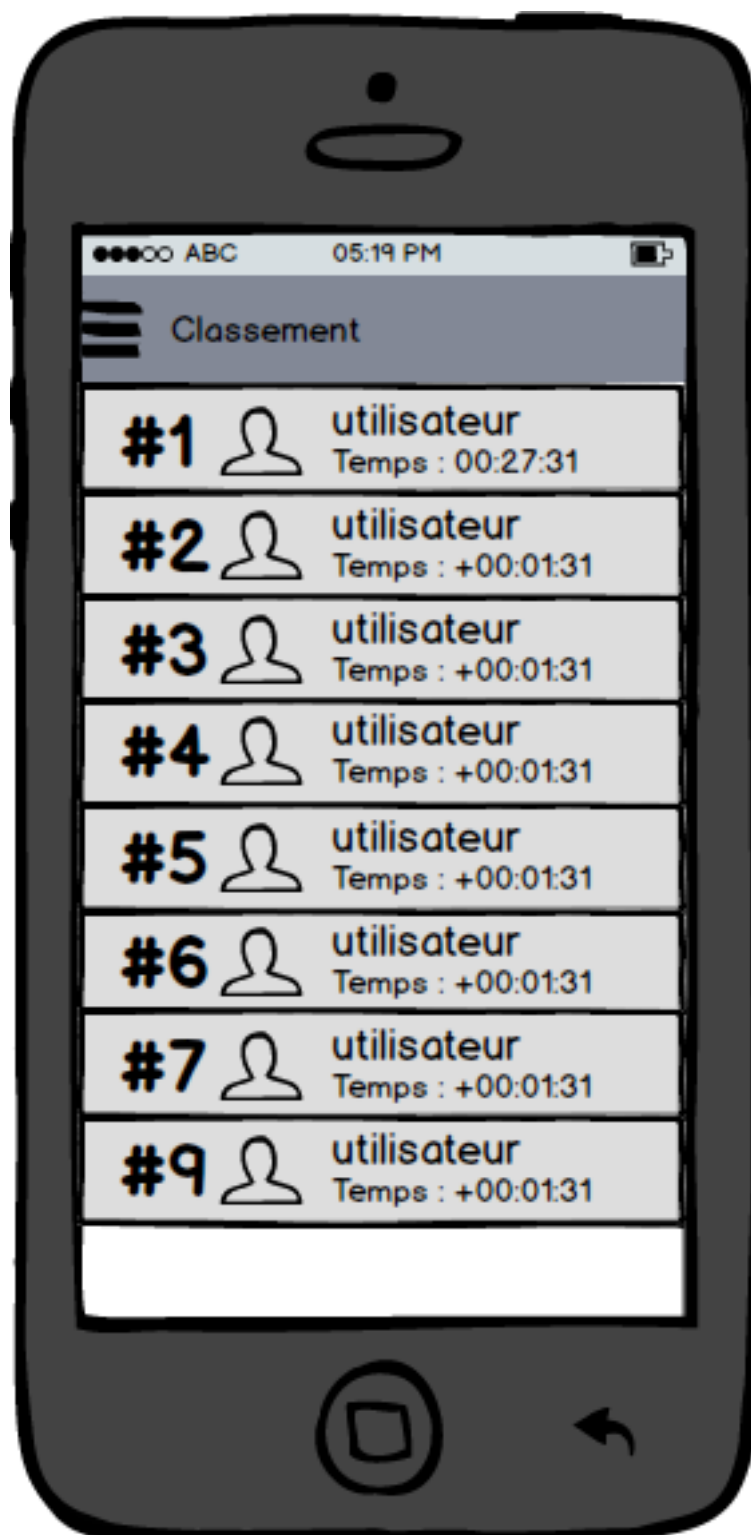 ABC 05:19 PM
Classement
#1 utilisateur
Temps : 00:27:31
#2 utilisateur
Temps : +00:01:31
#3 utilisateur
Temps : +00:01:31
#4 utilisateur
Temps : +00:01:31
#5 utilisateur
Temps : +00:01:31
#6 utilisateur
Temps : +00:01:31
#7 utilisateur
Temps : +00:01:31
#9 utilisateur
Temps : +00:01:31